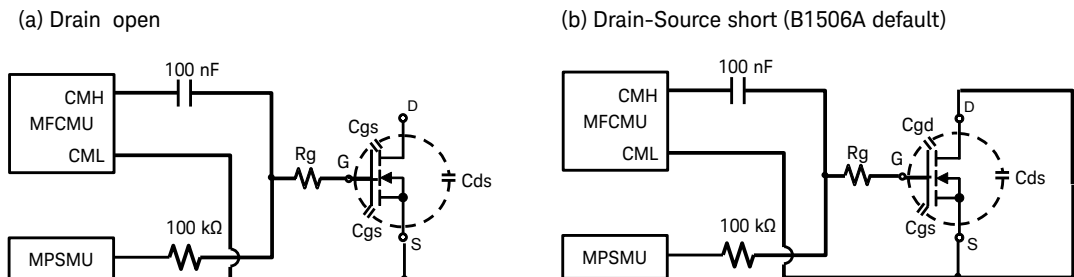 (a) Drain open
100 nF
CMH
MFCMU
CML
Rg
G
D
Cgs
Cds
Cgs
S
100 kΩ
MPSMU
(b) Drain-Source short (B1506A default)
100 nF
CMH
MFCMU
CML
Rg
G
D
Cgd
Cds
Cgs
S
100 kΩ
MPSMU